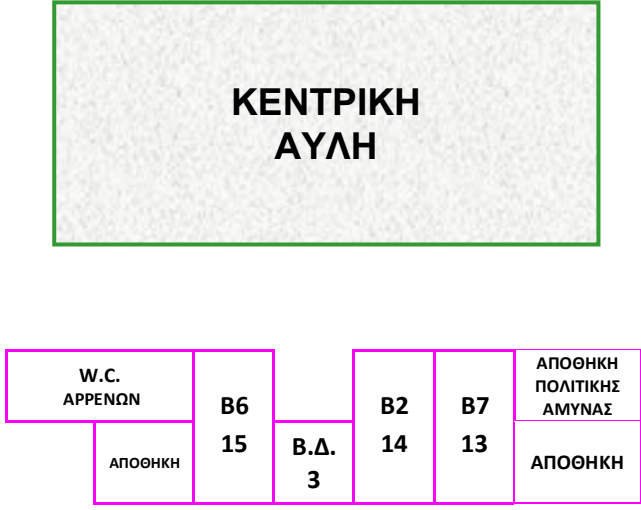 ΚΕΝΤΡΙΚΗ
ΑΥΛΗ
W.C.
ΑΡΡΕΝΩΝ
ΑΠΟΘΗΚΗ
Β6
15
Β.Δ.
3
Β2
14
Β7
13
ΑΠΟΘΗΚΗ
ΠΟΛΙΤΙΚΗΣ
ΑΜΥΝΑΣ
ΑΠΟΘΗΚΗ